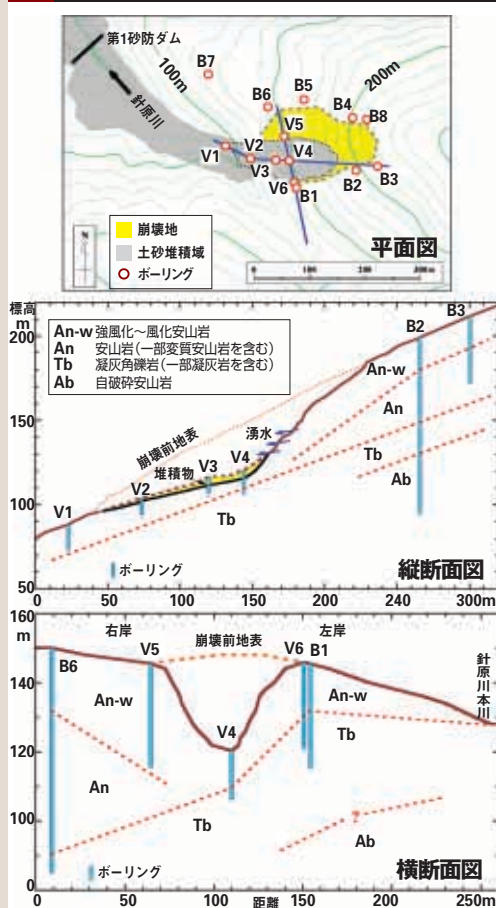 第1砂防ダム
針原川
100m
200m
B7
B6
B5
B4
B8
V5
V1
V2
V3
V4
V6
B1
B2
B3
崩壊地
土砂堆積域
ボーリング
N
平面図
0 100 200 300m
標高
m
200
150
100
50
An-w 強風化~風化安山岩
An 安山岩(一部変質安山岩を含む)
Tb 凝灰角礫岩(一部凝灰岩を含む)
Ab 自破砕安山岩
B3
B2
An-w
An
Tb
Ab
崩壊前地表
湧水
堆積物
V1
V2
V3
V4
Tb
ボーリング
縦断面図
0 50 100 150 200 250 300m
160
m
140
120
100
0
右岸
左岸
崩壊前地表
B6
V5
V6
B1
針原川本川
An-w
An-w
V4
Tb
An
Tb
Ab
?
ボーリング
横断面図
0 50 100 150 200 250m
距離